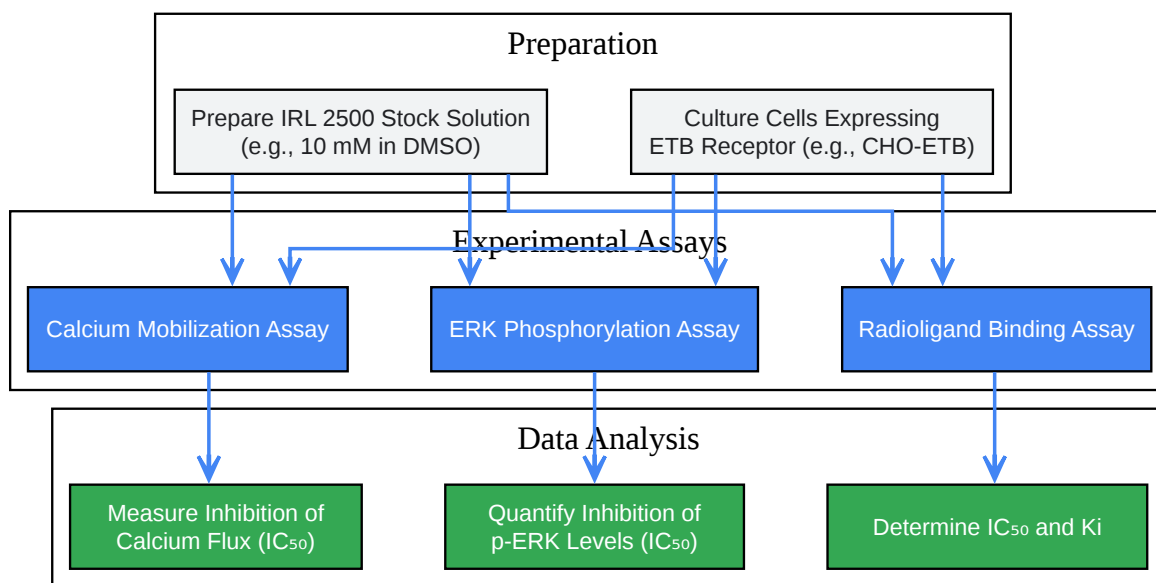 Preparation
Prepare IRL 2500 Stock Solution
(e.g., 10 mM in DMSO)
Culture Cells Expressing
ETB Receptor (e.g., CHO-ETB)
Experimental Assays
Calcium Mobilization Assay
ERK Phosphorylation Assay
Radioligand Binding Assay
Data Analysis
Measure Inhibition of
Calcium Flux (IC₅₀)
Quantify Inhibition of
p-ERK Levels (IC₅₀)
Determine IC₅₀ and Ki